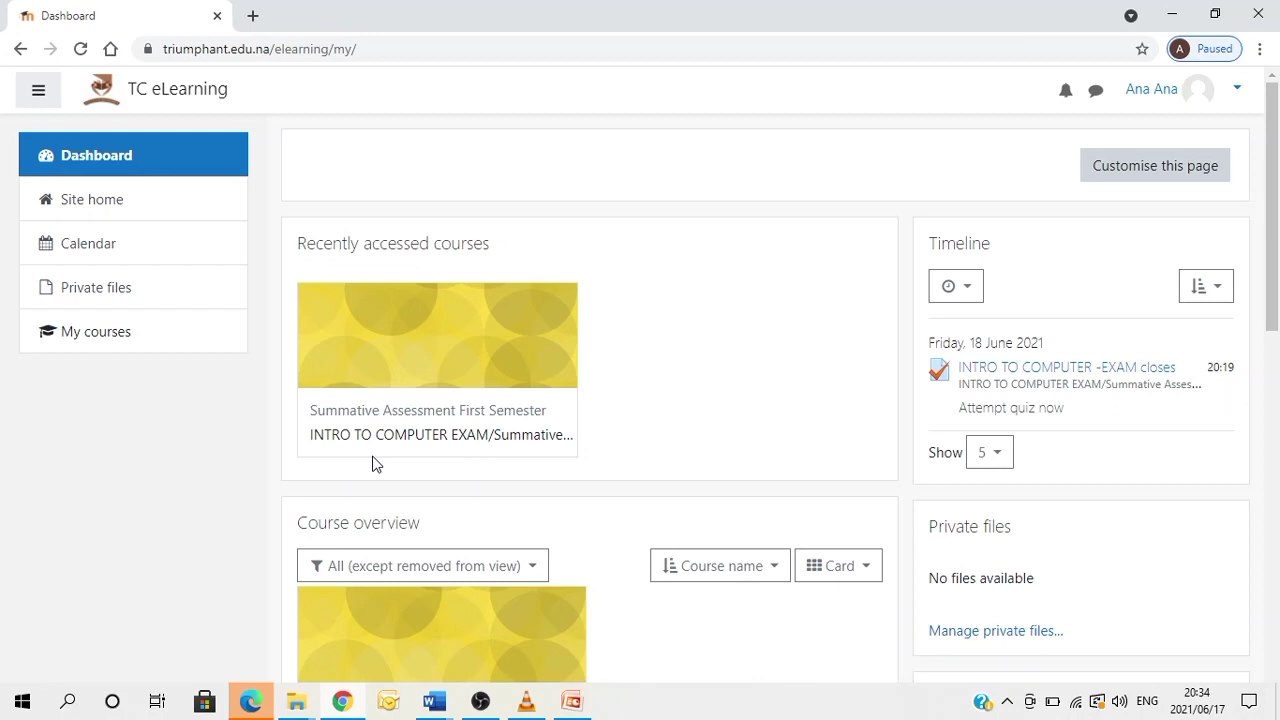 Dashboard
triumphant.edu.na/elearning/my/
A Paused
TC eLearning
Ana Ana
Dashboard
Site home
Calendar
Private files
My courses
Customise this page
Recently accessed courses
Summative Assessment First Semester
INTRO TO COMPUTER EXAM/Summative...
Course overview
All (except removed from view)
Course name
Card
Timeline
Friday, 18 June 2021
INTRO TO COMPUTER -EXAM closes 20:19
INTRO TO COMPUTER EXAM/Summative Asses...
Attempt quiz now
Show 5
Private files
No files available
Manage private files...
ENG
20:34
2021/06/17